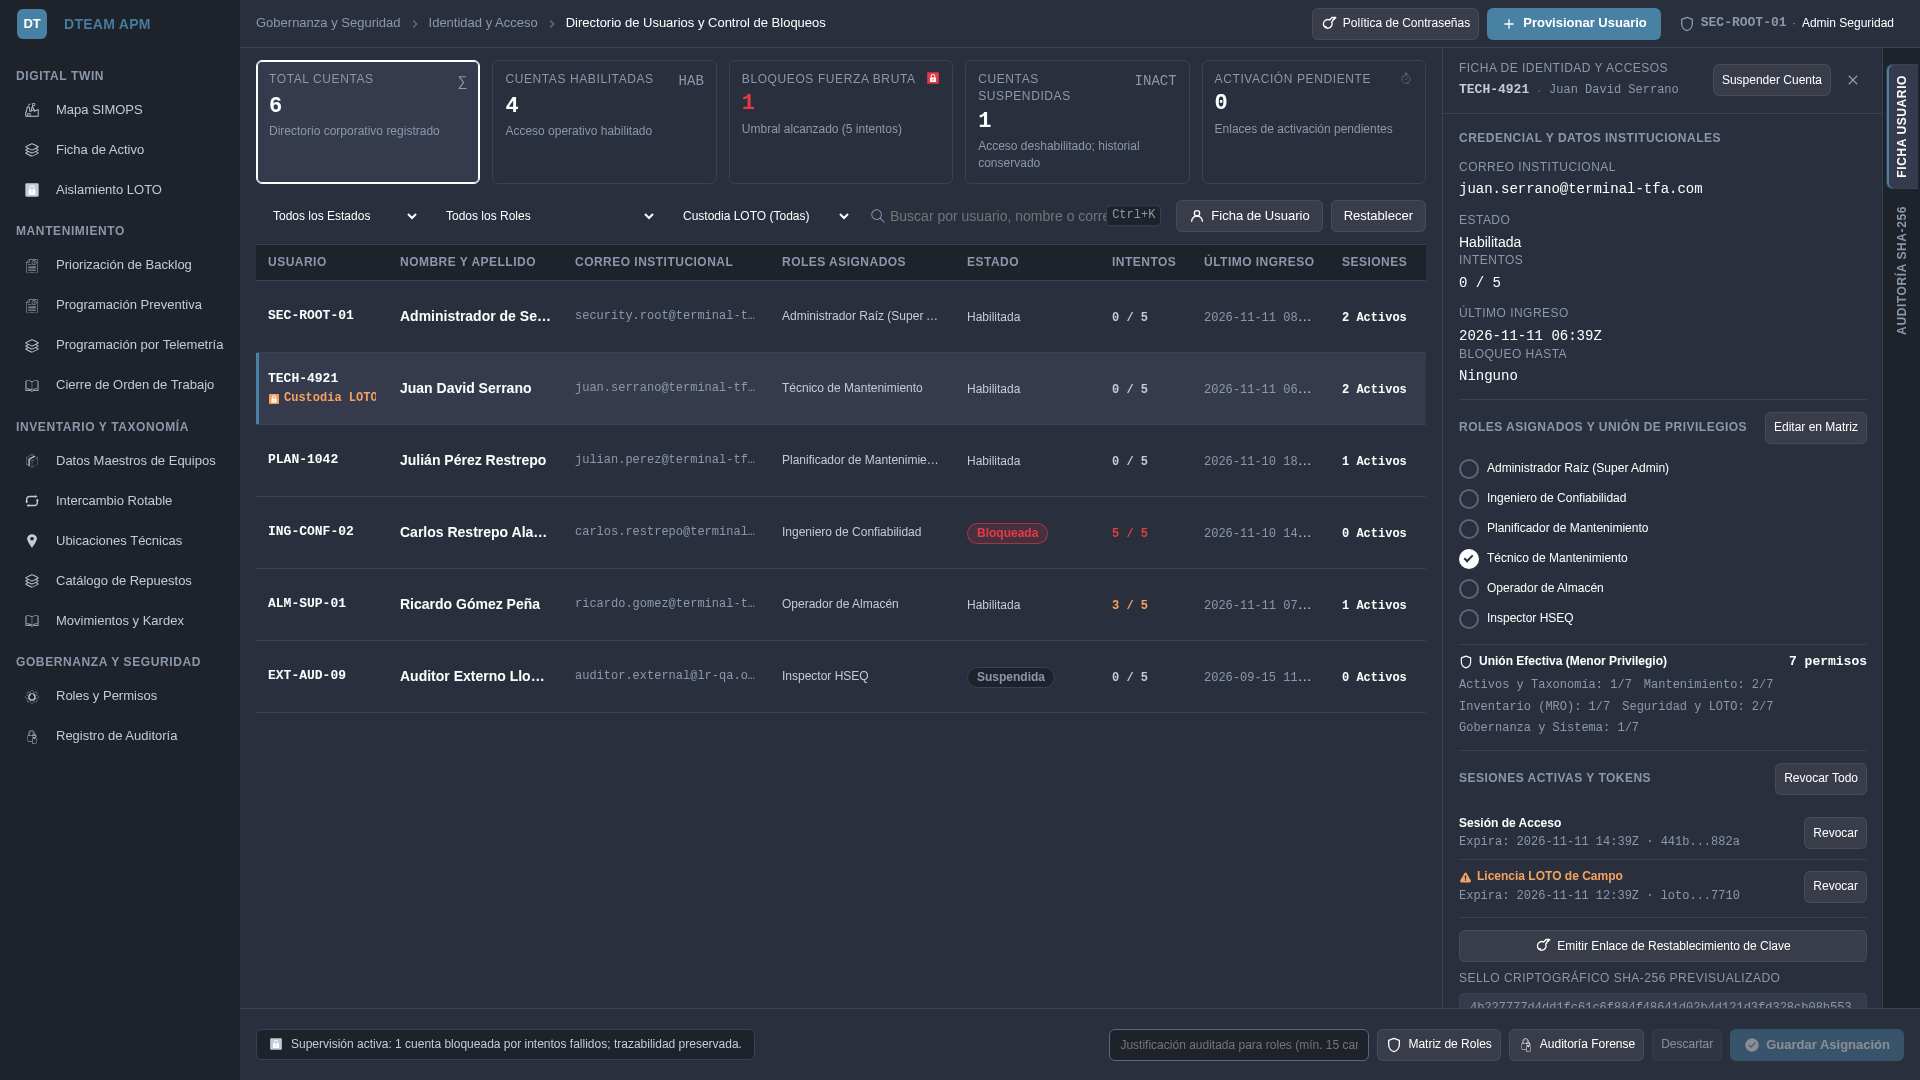 DT DTEAM APM
DIGITAL TWIN
Mapa SIMOPS
Ficha de Activo
Aislamiento LOTO
MANTENIMIENTO
Priorización de Backlog
Programación Preventiva
Programación por Telemetría
Cierre de Orden de Trabajo
INVENTARIO Y TAXONOMÍA
Datos Maestros de Equipos
Intercambio Rotable
Ubicaciones Técnicas
Catálogo de Repuestos
Movimientos y Kardex
GOBERNANZA Y SEGURIDAD
Roles y Permisos
Registro de Auditoría
Gobernanza y Seguridad > Identidad y Acceso > Directorio de Usuarios y Control de Bloqueos
Política de Contraseñas
Provisionar Usuario
SEC-ROOT-01 · Admin Seguridad
TOTAL CUENTAS ∑
6
Directorio corporativo registrado
CUENTAS HABILITADAS HAB
4
Acceso operativo habilitado
BLOQUEOS FUERZA BRUTA
1
Umbral alcanzado (5 intentos)
CUENTAS SUSPENDIDAS INACT
1
Acceso deshabilitado; historial
conservado
ACTIVACIÓN PENDIENTE
0
Enlaces de activación pendientes
Todos los Estados
Todos los Roles
Custodia LOTO (Todas)
Buscar por usuario, nombre o corre Ctrl+K
Ficha de Usuario
Restablecer
USUARIO NOMBRE Y APELLIDO CORREO INSTITUCIONAL ROLES ASIGNADOS ESTADO INTENTOS ÚLTIMO INGRESO SESIONES
SEC-ROOT-01 Administrador de Se... security.root@terminal-t... Administrador Raíz (Super ... Habilitada 0 / 5 2026-11-11 08... 2 Activos
TECH-4921 Juan David Serrano juan.serrano@terminal-tf... Técnico de Mantenimiento Habilitada 0 / 5 2026-11-11 06... 2 Activos
Custodia LOTO
PLAN-1042 Julián Pérez Restrepo julian.perez@terminal-tf... Planificador de Mantenimie... Habilitada 0 / 5 2026-11-10 18... 1 Activos
ING-CONF-02 Carlos Restrepo Ala... carlos.restrepo@terminal... Ingeniero de Confiabilidad Bloqueada 5 / 5 2026-11-10 14... 0 Activos
ALM-SUP-01 Ricardo Gómez Peña ricardo.gomez@terminal-t... Operador de Almacén Habilitada 3 / 5 2026-11-11 07... 1 Activos
EXT-AUD-09 Auditor Externo Llo... auditor.external@lr-qa.o... Inspector HSEQ Suspendida 0 / 5 2026-09-15 11... 0 Activos
FICHA DE IDENTIDAD Y ACCESOS
TECH-4921 · Juan David Serrano
Suspender Cuenta
CREDENCIAL Y DATOS INSTITUCIONALES
CORREO INSTITUCIONAL
juan.serrano@terminal-tfa.com
ESTADO
Habilitada
INTENTOS
0 / 5
ÚLTIMO INGRESO
2026-11-11 06:39Z
BLOQUEO HASTA
Ninguno
ROLES ASIGNADOS Y UNIÓN DE PRIVILEGIOS
Editar en Matriz
Administrador Raíz (Super Admin)
Ingeniero de Confiabilidad
Planificador de Mantenimiento
Técnico de Mantenimiento
Operador de Almacén
Inspector HSEQ
Unión Efectiva (Menor Privilegio) 7 permisos
Activos y Taxonomía: 1/7 Mantenimiento: 2/7
Inventario (MRO): 1/7 Seguridad y LOTO: 2/7
Gobernanza y Sistema: 1/7
SESIONES ACTIVAS Y TOKENS
Revocar Todo
Sesión de Acceso
Expira: 2026-11-11 14:39Z · 441b...882a
Revocar
Licencia LOTO de Campo
Expira: 2026-11-11 12:39Z · loto...7710
Revocar
Emitir Enlace de Restablecimiento de Clave
SELLO CRIPTOGRÁFICO SHA-256 PREVISUALIZADO
FICHA USUARIO
AUDITORÍA SHA-256
Supervisión activa: 1 cuenta bloqueada por intentos fallidos; trazabilidad preservada.
Justificación auditada para roles (mín. 15 car
Matriz de Roles
Auditoría Forense
Descartar
Guardar Asignación